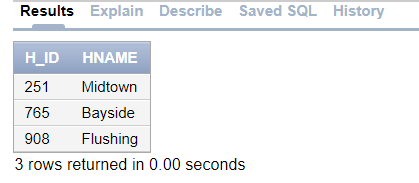 Results Explain Describe Saved SQL History
H_ID HNAME
251 Midtown
765 Bayside
908 Flushing
3 rows returned in 0.00 seconds